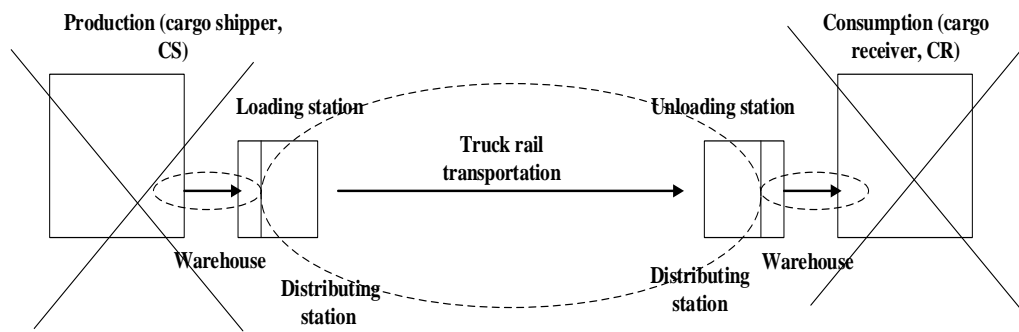 Production (cargo shipper,
CS)
Consumption (cargo
receiver, CR)
Loading station
Unloading station
Truck rail
transportation
Warehouse
Distributing
station
Distributing
station
Warehouse